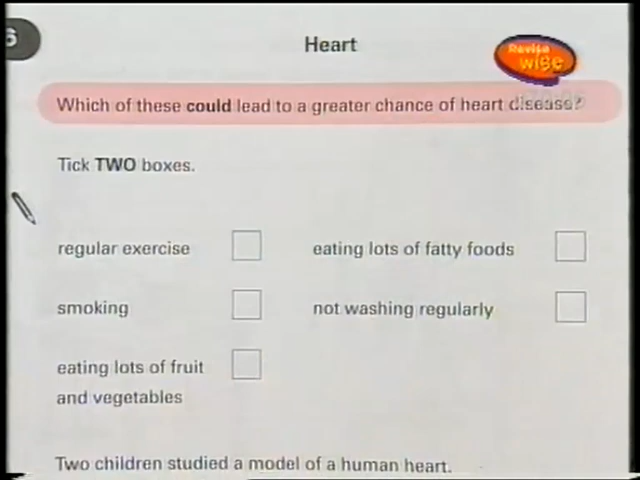 6
Heart
Revise
wise
Which of these could lead to a greater chance of heart disease?
Tick TWO boxes.
regular exercise
eating lots of fatty foods
smoking
not washing regularly
eating lots of fruit
and vegetables
Two children studied a model of a human heart.